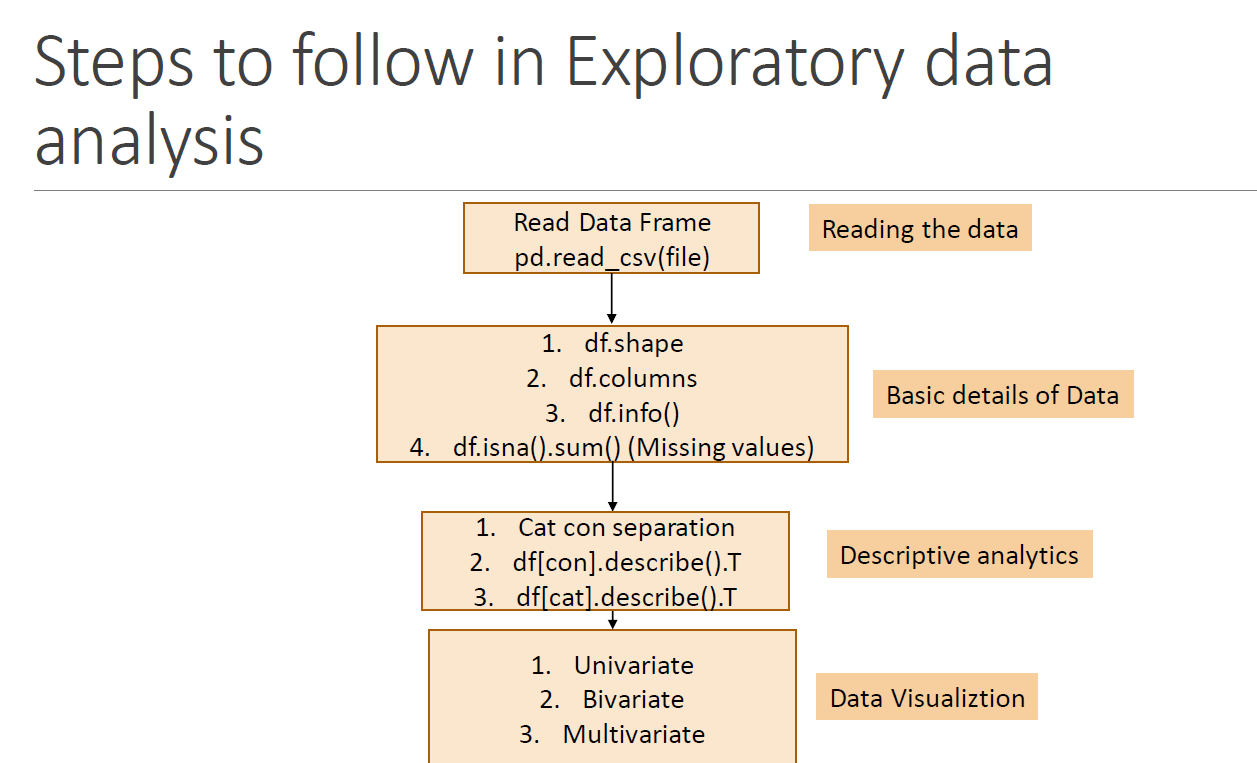 Steps to follow in Exploratory data
analysis
Read Data Frame
pd.read_csv(file)
Reading the data
1. df.shape
2. df.columns
3. df.info()
4. df.isna().sum() (Missing values)
Basic details of Data
1. Cat con separation
2. df[con].describe().T
3. df[cat].describe().T
Descriptive analytics
1. Univariate
2. Bivariate
3. Multivariate
Data Visualiztion